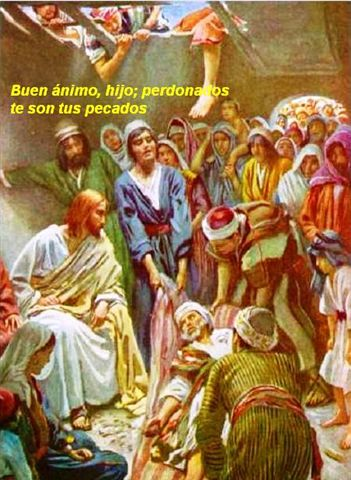 Buen ánimo, hijo; perdonados
te son tus pecados